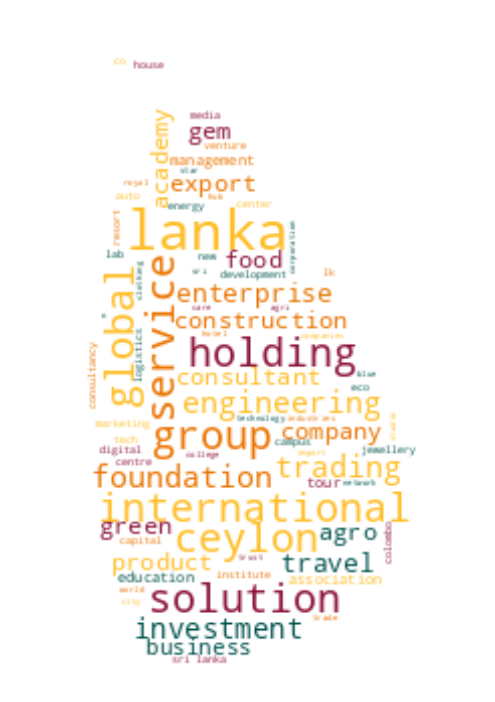 co
house
media
academy
gem
venture
management
star
royal
export
auto
hub
energy
center
resort
lanka
corporation
lab
new
food
sri
development
lk
clothing
global
service
enterprise
care
agri
construction
hotel
companies
logistics
holding
consultancy
consultant
blue
eco
engineering
technology
industries
marketing
group
company
tech
campus
digital
college
export
jewellery
centre
trading
foundation
tour
network
international
green
ceylon
agro
colombo
capital
product
trust
travel
education
institute
association
world
city
solution
trade
investment
business
sri lanka